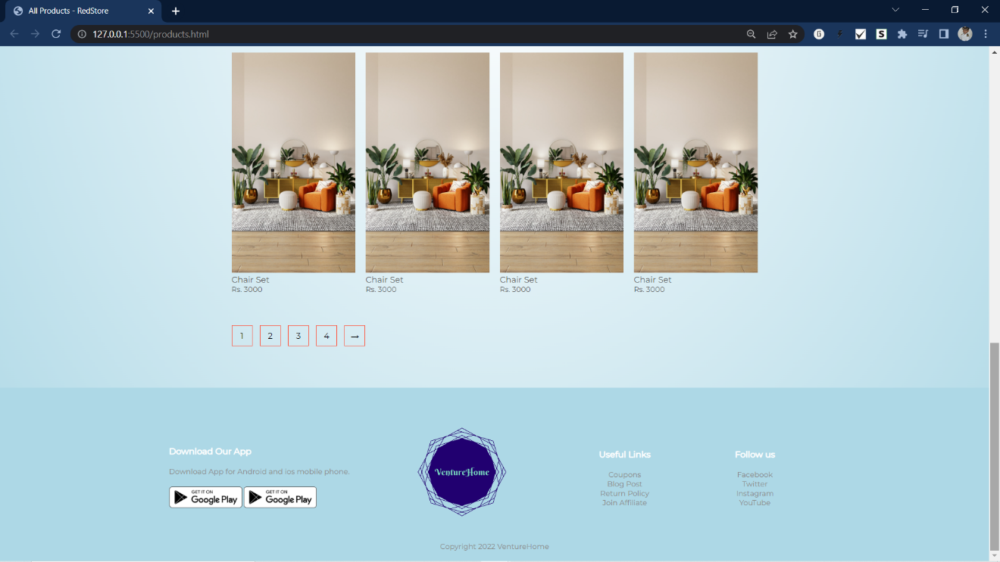 All Products - RedStore
127.0.0.1:5500/products.html
Chair Set Chair Set Chair Set Chair Set
Rs. 3000 Rs. 3000 Rs. 3000 Rs. 3000
1 2 3 4 →
Download Our App
Download App for Android and ios mobile phone.
GET IT ON Google Play GET IT ON Google Play
VentureHome
Useful Links
Coupons
Blog Post
Return Policy
Join Affiliate
Follow us
Facebook
Twitter
Instagram
YouTube
Copyright 2022 VentureHome